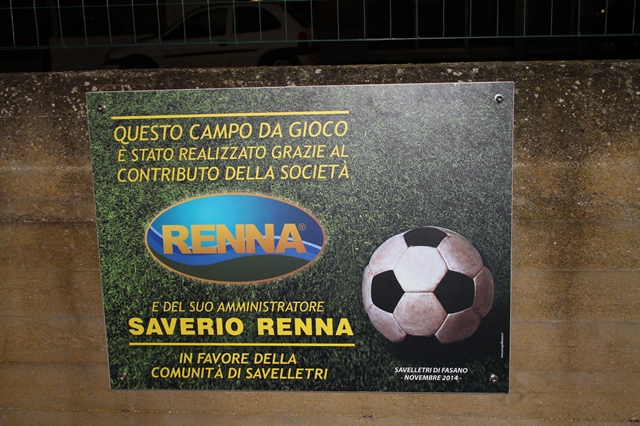 QUESTO CAMPO DA GIOCO
È STATO REALIZZATO GRAZIE AL
CONTRIBUTO DELLA SOCIETÀ
RENNA®
E DEL SUO AMMINISTRATORE
SAVERIO RENNA
IN FAVORE DELLA
COMUNITÀ DI SAVELLETRI
SAVELLETRI DI FASANO
- NOVEMBRE 2014 -